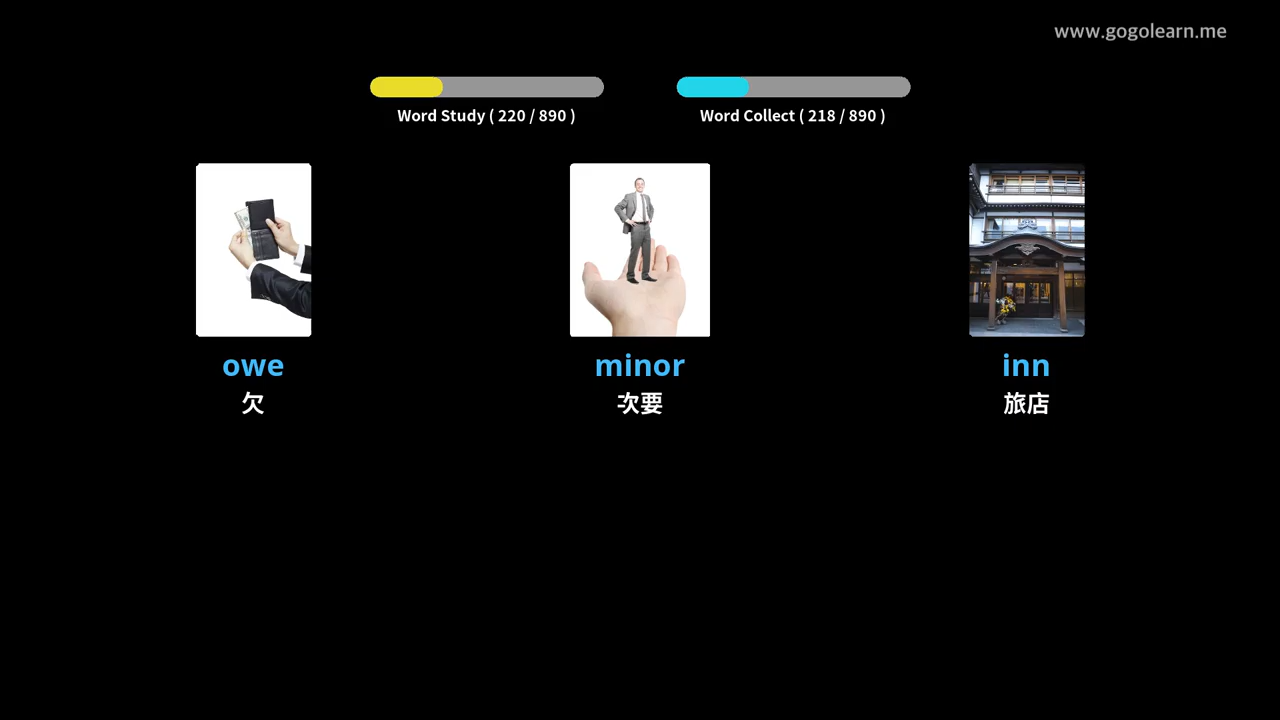 www.gogolearn.me
Word Study ( 220 / 890 )
Word Collect ( 218 / 890 )
owe
minor
inn
欠
次要
旅店